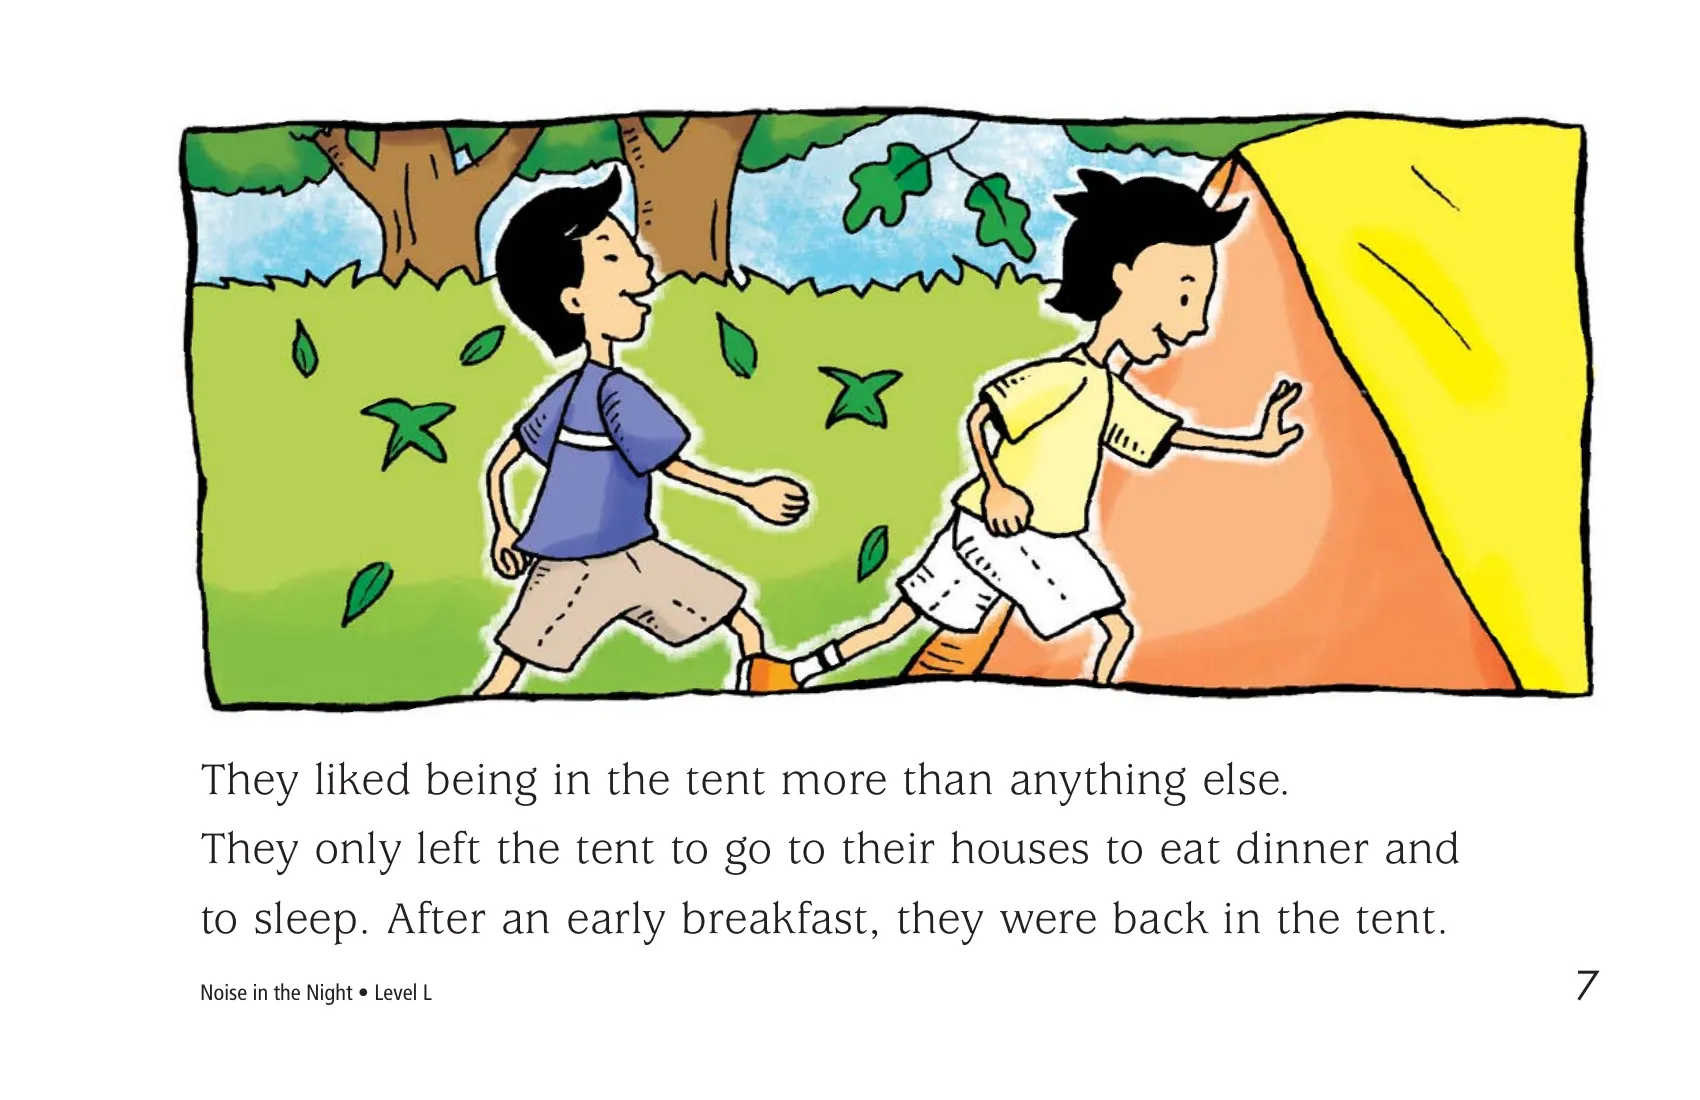 They liked being in the tent more than anything else.
They only left the tent to go to their houses to eat dinner and
to sleep. After an early breakfast, they were back in the tent.
Noise in the Night • Level L
7